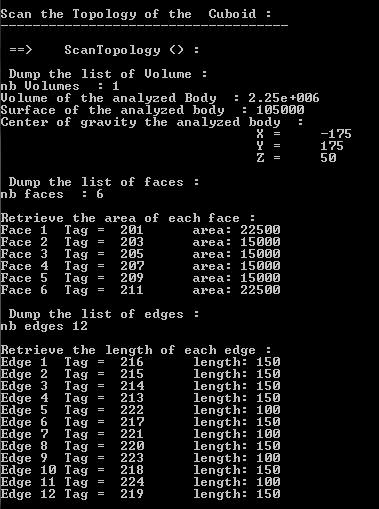 Scan the Topology of the  Cuboid :
------------------------------------
==>    ScanTopology () :
Dump the list of Volume :
nb Volumes  : 1
Volume of the analyzed Body  : 2.25e+006
Surface of the analyzed body  : 105000
Center of gravity the analyzed body   :
X =     -175
Y =     175
Z =     50
Dump the list of faces :
nb faces  : 6
Retrieve the area of each face :
Face 1  Tag =  201      area: 22500
Face 2  Tag =  203      area: 15000
Face 3  Tag =  205      area: 15000
Face 4  Tag =  207      area: 15000
Face 5  Tag =  209      area: 15000
Face 6  Tag =  211      area: 22500
Dump the list of edges :
nb edges 12
Retrieve the length of each edge :
Edge 1  Tag =  216      length: 150
Edge 2  Tag =  215      length: 150
Edge 3  Tag =  214      length: 150
Edge 4  Tag =  213      length: 150
Edge 5  Tag =  222      length: 100
Edge 6  Tag =  217      length: 150
Edge 7  Tag =  221      length: 100
Edge 8  Tag =  220      length: 150
Edge 9  Tag =  223      length: 100
Edge 10 Tag =  218      length: 150
Edge 11 Tag =  224      length: 100
Edge 12 Tag =  219      length: 150